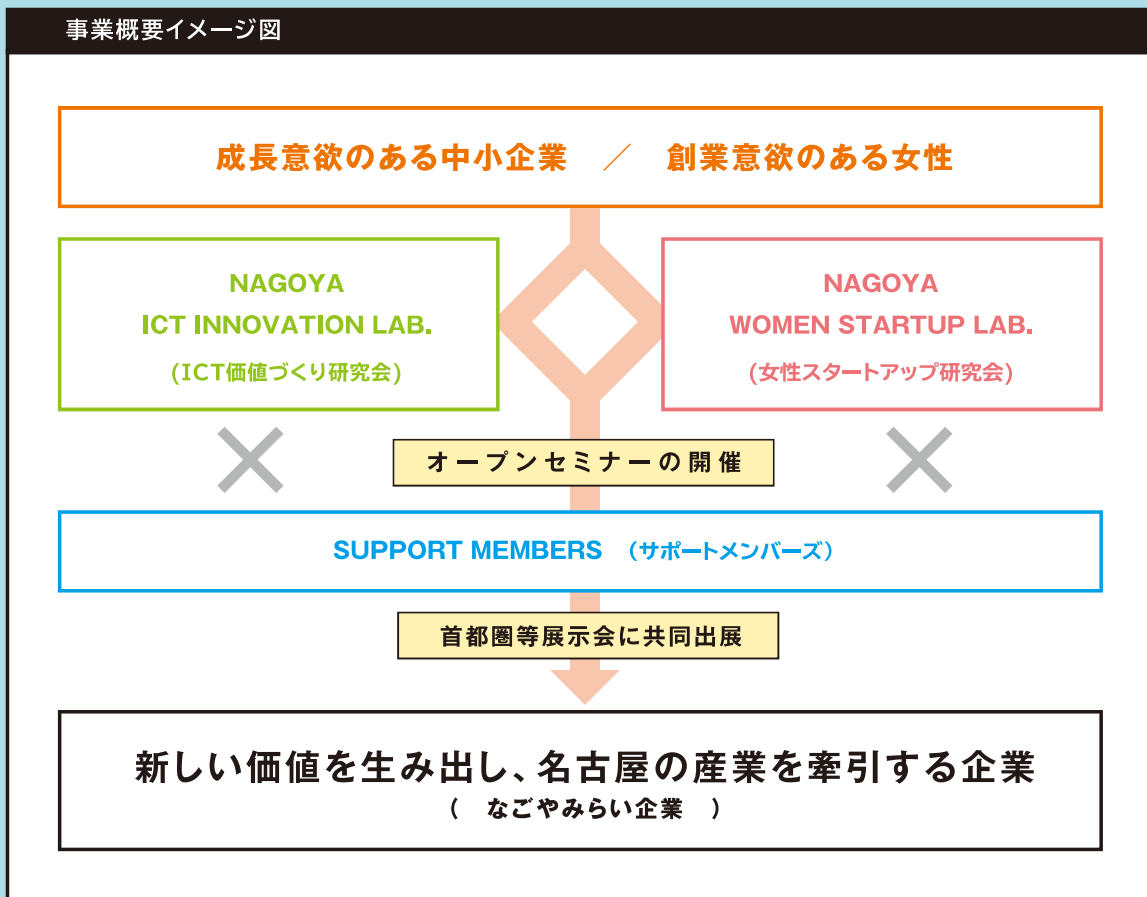 事業概要イメージ図
成長意欲のある中小企業 ／ 創業意欲のある女性
NAGOYA
ICT INNOVATION LAB.
(ICT価値づくり研究会)
NAGOYA
WOMEN STARTUP LAB.
(女性スタートアップ研究会)
オープンセミナーの開催
SUPPORT MEMBERS （サポートメンバーズ）
首都圏等展示会に共同出展
新しい価値を生み出し、名古屋の産業を牽引する企業
（ なごやみらい企業 ）